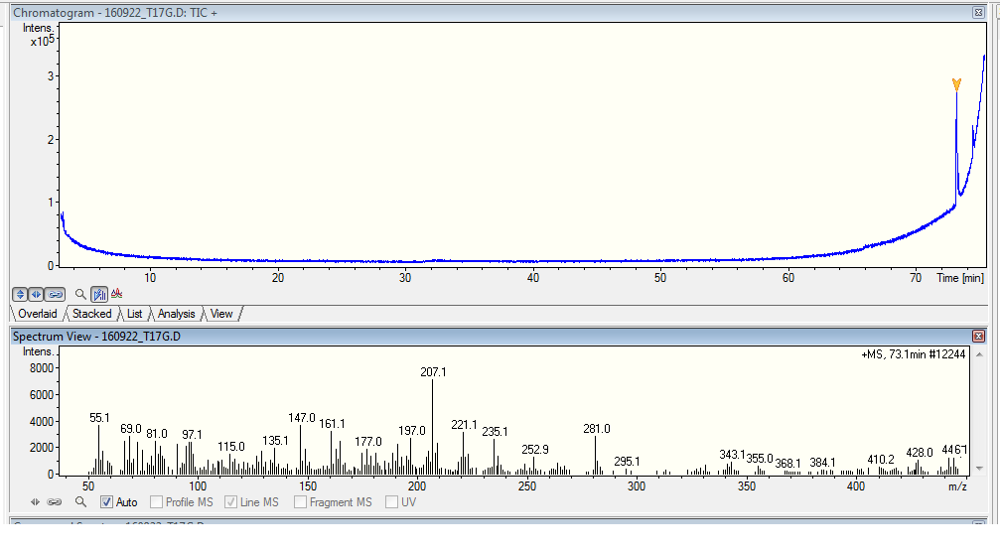 Chromatogram - 160922_T17G.D: TIC +
Intens.
x10⁵
3
2
1
0
10 20 30 40 50 60 70 Time [min]
Overlaid Stacked List Analysis View
Spectrum View - 160922_T17G.D
Intens.
+MS, 73.1min #12244
8000
6000
4000
2000
0
207.1
55.1 69.0 81.0 97.1 115.0 135.1 147.0 161.1 177.0 197.0 221.1 235.1 252.9 281.0 295.1 343.1 355.0 368.1 384.1 410.2 428.0
50 100 150 200 250 300 350 400 m/z
Auto Profile MS Line MS Fragment MS UV